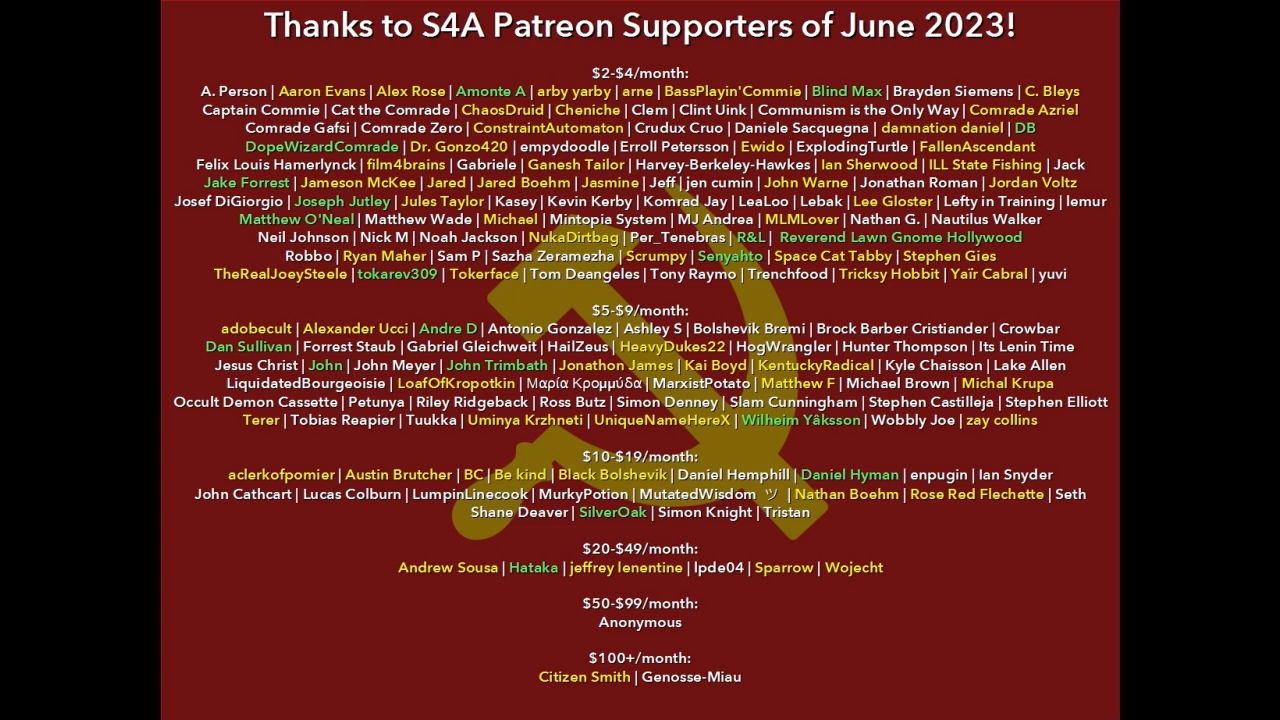 Thanks to S4A Patreon Supporters of June 2023!
$2-$4/month:
A. Person | Aaron Evans | Alex Rose | Amonte A | arby yarby | arne | BassPlayin'Commie | Blind Max | Brayden Siemens | C. Bleys
Captain Commie | Cat the Comrade | ChaosDruid | Cheniche | Clem | Clint Uink | Communism is the Only Way | Comrade Azriel
Comrade Gafsi | Comrade Zero | ConstraintAutomaton | Crudux Cruo | Daniele Sacquegna | damnation daniel | DB
DopeWizardComrade | Dr. Gonzo420 | empydoodle | Erroll Petersson | Ewido | ExplodingTurtle | FallenAscendant
Felix Louis Hamerlynck | film4brains | Gabriele | Ganesh Tailor | Harvey-Berkeley-Hawkes | Ian Sherwood | ILL State Fishing | Jack
Jake Forrest | Jameson McKee | Jared | Jared Boehm | Jasmine | Jeff | jen cumin | John Warne | Jonathan Roman | Jordan Voltz
Josef DiGiorgio | Joseph Jutley | Jules Taylor | Kasey | Kevin Kerby | Komrad Jay | LeaLoo | Lebak | Lee Gloster | Lefty in Training | lemur
Matthew O'Neal | Matthew Wade | Michael | Mintopia System | MJ Andrea | MLMLover | Nathan G. | Nautilus Walker
Neil Johnson | Nick M | Noah Jackson | NukaDirtbag | Per_Tenebras | R&L | Reverend Lawn Gnome Hollywood
Robbo | Ryan Maher | Sam P | Sazha Zeramezha | Scrumpy | Senyahto | Space Cat Tabby | Stephen Gies
TheRealJoeySteele | tokarev309 | Tokerface | Tom Deangeles | Tony Raymo | Trenchfood | Tricksy Hobbit | Yaïr Cabral | yuvi
$5-$9/month:
adobecult | Alexander Ucci | Andre D | Antonio Gonzalez | Ashley S | Bolshevik Bremi | Brock Barber Cristiander | Crowbar
Dan Sullivan | Forrest Staub | Gabriel Gleichweit | HailZeus | HeavyDukes22 | HogWrangler | Hunter Thompson | Its Lenin Time
Jesus Christ | John | John Meyer | John Trimbath | Jonathon James | Kai Boyd | KentuckyRadical | Kyle Chaisson | Lake Allen
LiquidatedBourgeoisie | LoafOfKropotkin | Μαρία Κρομμύδα | MarxistPotato | Matthew F | Michael Brown | Michal Krupa
Occult Demon Cassette | Petunya | Riley Ridgeback | Ross Butz | Simon Denney | Slam Cunningham | Stephen Castilleja | Stephen Elliott
Terer | Tobias Reapier | Tuukka | Uminya Krzhneti | UniqueNameHereX | Wilheim Yâksson | Wobbly Joe | zay collins
$10-$19/month:
aclerkofpomier | Austin Brutcher | BC | Be kind | Black Bolshevik | Daniel Hemphill | Daniel Hyman | enpugin | Ian Snyder
John Cathcart | Lucas Colburn | LumpinLinecook | MurkyPotion | MutatedWisdom ツ | Nathan Boehm | Rose Red Flechette | Seth
Shane Deaver | SilverOak | Simon Knight | Tristan
$20-$49/month:
Andrew Sousa | Hataka | jeffrey lenentine | lpde04 | Sparrow | Wojecht
$50-$99/month:
Anonymous
$100+/month:
Citizen Smith | Genosse-Miau